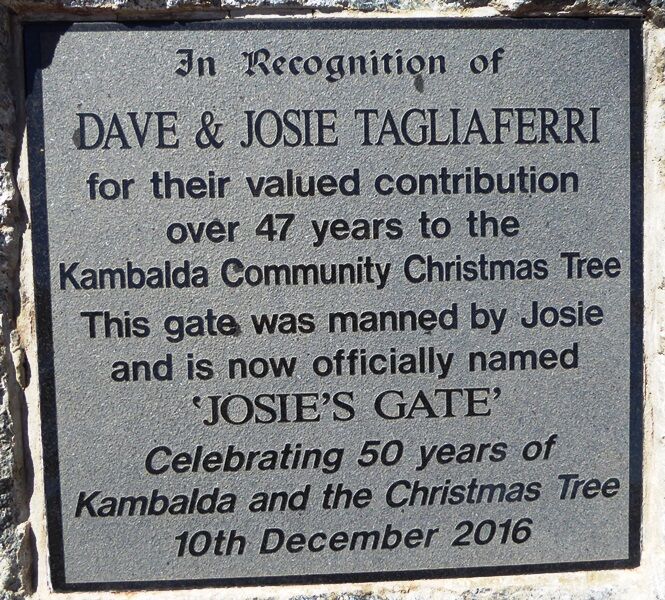 In Recognition of
DAVE & JOSIE TAGLIAFERRI
for their valued contribution
over 47 years to the
Kambalda Community Christmas Tree
This gate was manned by Josie
and is now officially named
‘JOSIE'S GATE’
Celebrating 50 years of
Kambalda and the Christmas Tree
10th December 2016